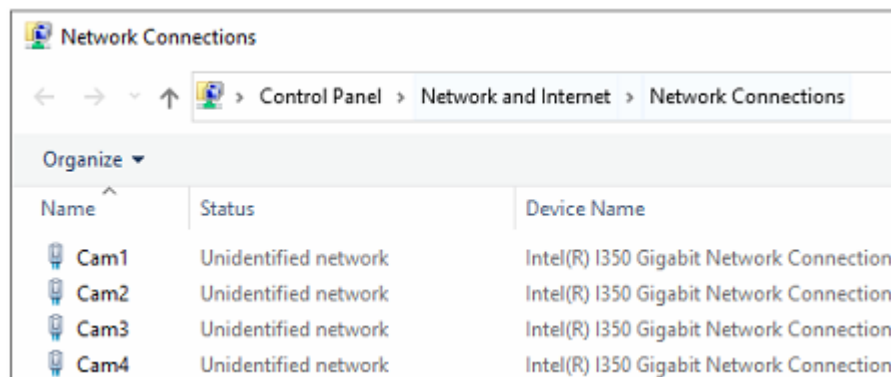 Network Connections
Control Panel > Network and Internet > Network Connections
Organize
Name Status Device Name
Cam1 Unidentified network Intel(R) I350 Gigabit Network Connection
Cam2 Unidentified network Intel(R) I350 Gigabit Network Connection
Cam3 Unidentified network Intel(R) I350 Gigabit Network Connection
Cam4 Unidentified network Intel(R) I350 Gigabit Network Connection